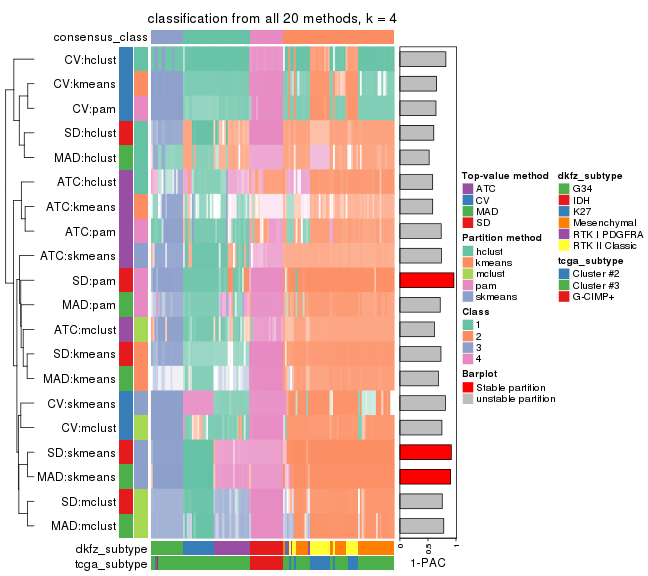 classification from all 20 methods, k = 4
consensus_class
CV:hclust
CV:kmeans
CV:pam
SD:hclust
MAD:hclust
ATC:hclust
ATC:kmeans
ATC:pam
ATC:skmeans
SD:pam
MAD:pam
ATC:mclust
SD:kmeans
MAD:kmeans
CV:skmeans
CV:mclust
SD:skmeans
MAD:skmeans
SD:mclust
MAD:mclust
dkfz_subtype
tcga_subtype
0 0.5 1
1-PAC
Top-value method
ATC
CV
MAD
SD
Partition method
hclust
kmeans
mclust
pam
skmeans
Class
1
2
3
4
Barplot
Stable partition
unstable partition
dkfz_subtype
G34
IDH
K27
Mesenchymal
RTK I PDGFRA
RTK II Classic
tcga_subtype
Cluster #2
Cluster #3
G-CIMP+